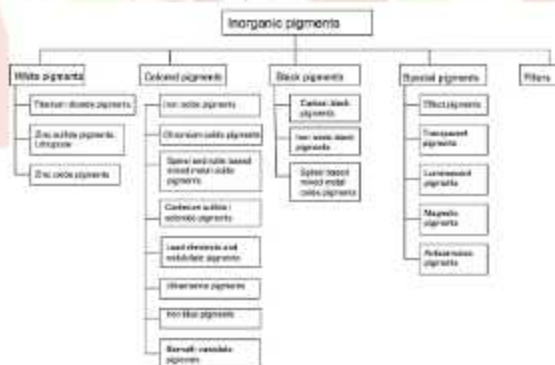 Inorganic pigments
White pigments
Colored pigments
Black pigments
Special pigments
Fillers
Titanium dioxide pigments
Zinc sulfide pigments
Lithopone
Zinc oxide pigments
Iron oxide pigments
Chromium oxide pigments
Spinel and rutile based
mixed metal oxide
pigments
Cadmium sulfide /
selenide pigments
Lead chromate and
molybdate pigments
Ultramarine pigments
Iron blue pigments
Bismuth vanadate
pigments
Carbon black
pigments
Iron oxide black
pigments
Spinel based
mixed metal
oxide pigments
Effect pigments
Transparent
pigments
Luminescent
pigments
Magnetic
pigments
Anticorrosive
pigments